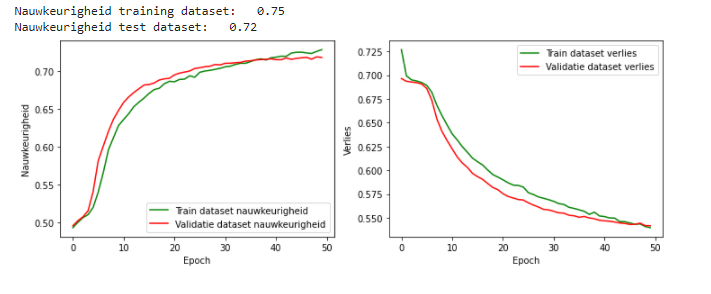 Nauwkeurigheid training dataset:   0.75
Nauwkeurigheid test dataset:   0.72
Nauwkeurigheid
0.70
0.65
0.60
0.55
0.50
Train dataset nauwkeurigheid
Validatie dataset nauwkeurigheid
0 10 20 30 40 50
Epoch
Verlies
0.725
0.700
0.675
0.650
0.625
0.600
0.575
0.550
Train dataset verlies
Validatie dataset verlies
0 10 20 30 40 50
Epoch